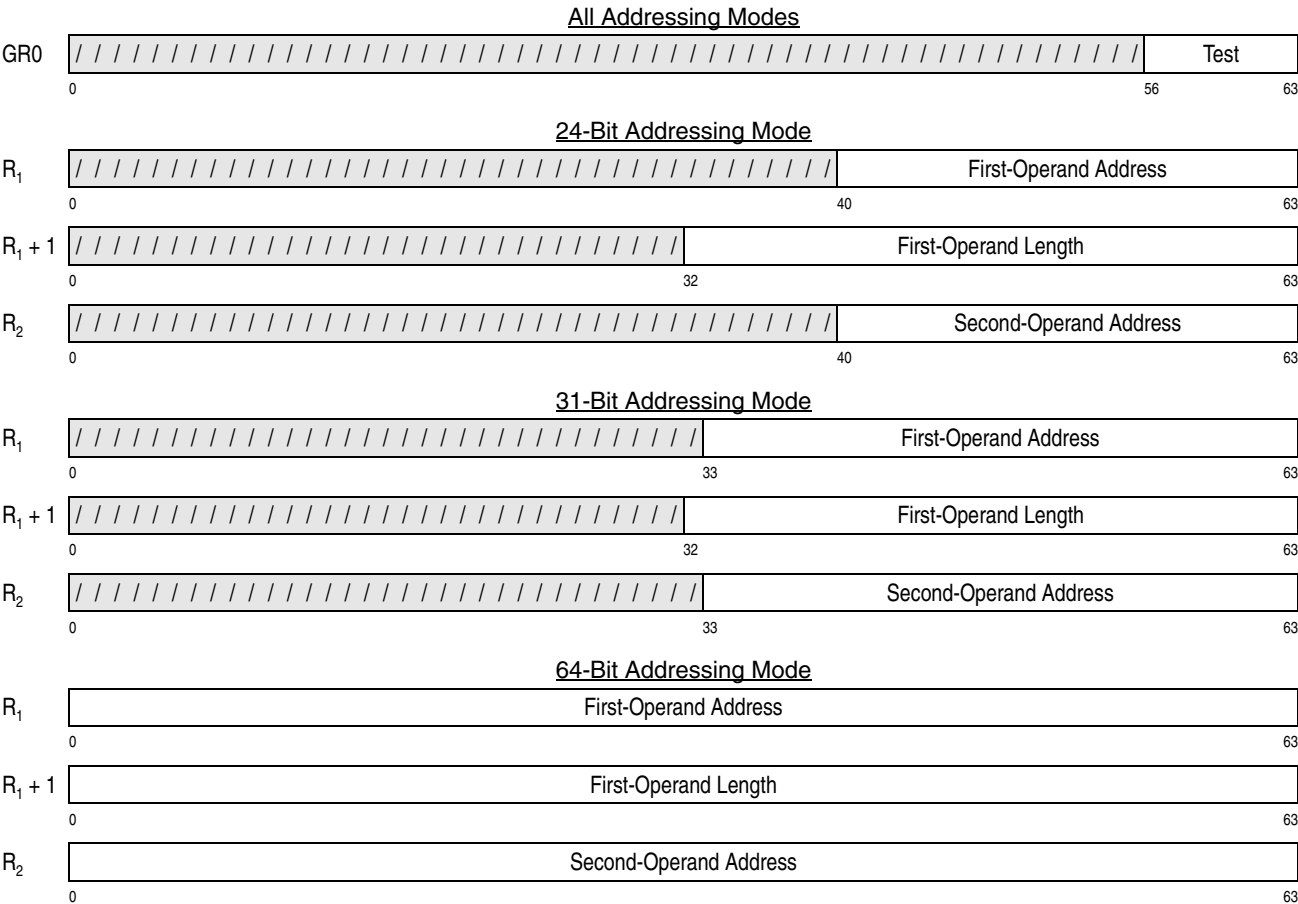 All Addressing Modes
GR0 / / / / / / / / / / / / / / / / / / / / / / / / / / / / / / / / / / / / / / / / / / / / / / / / / / / / / / / / Test
0 56 63
24-Bit Addressing Mode
R₁ / / / / / / / / / / / / / / / / / / / / / / / / / / / / / / / / / / / / / / / / First-Operand Address
0 40 63
R₁ + 1 / / / / / / / / / / / / / / / / / / / / / / / / / / / / / / / / First-Operand Length
0 32 63
R₂ / / / / / / / / / / / / / / / / / / / / / / / / / / / / / / / / / / / / / / / / Second-Operand Address
0 40 63
31-Bit Addressing Mode
R₁ / / / / / / / / / / / / / / / / / / / / / / / / / / / / / / / / / First-Operand Address
0 33 63
R₁ + 1 / / / / / / / / / / / / / / / / / / / / / / / / / / / / / / / / First-Operand Length
0 32 63
R₂ / / / / / / / / / / / / / / / / / / / / / / / / / / / / / / / / / Second-Operand Address
0 33 63
64-Bit Addressing Mode
R₁ First-Operand Address
0 63
R₁ + 1 First-Operand Length
0 63
R₂ Second-Operand Address
0 63